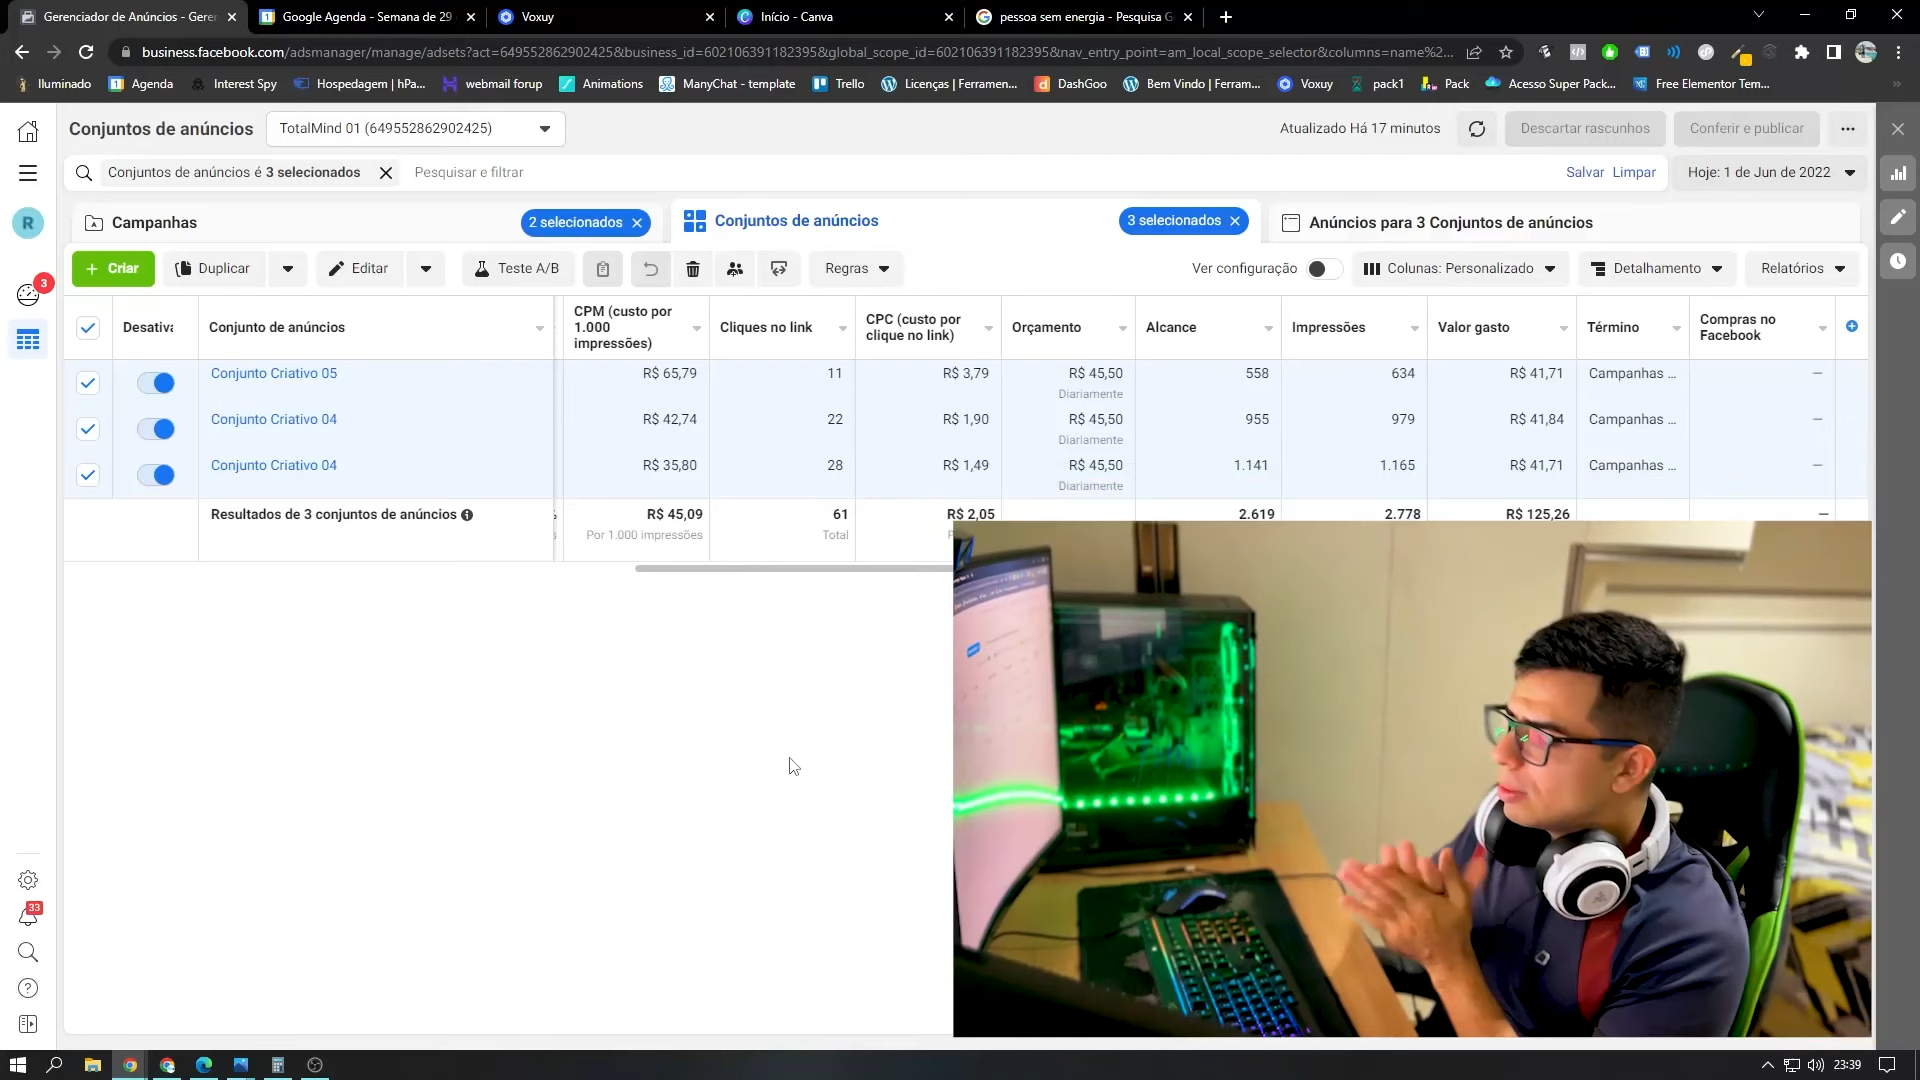 Gerenciador de Anúncios - Geren
Google Agenda - Semana de 29
Voxuy
Início - Canva
pessoa sem energia - Pesquisa G
business.facebook.com/adsmanager/manage/adsets?act=649552862902425&business_id=602106391182395&global_scope_id=602106391182395&nav_entry_point=am_local_scope_selector&columns=name%2...
Iluminado
Agenda
Interest Spy
Hospedagem | hPa...
webmail forup
Animations
ManyChat - template
Trello
Licenças | Ferramen...
DashGoo
Bem Vindo | Ferram...
Voxuy
pack1
Pack
Acesso Super Pack...
Free Elementor Tem...
Conjuntos de anúncios
TotalMind 01 (649552862902425)
Atualizado Há 17 minutos
Descartar rascunhos
Conferir e publicar
Conjuntos de anúncios é 3 selecionados
Pesquisar e filtrar
Salvar Limpar
Hoje: 1 de Jun de 2022
R
Campanhas
2 selecionados
Conjuntos de anúncios
3 selecionados
Anúncios para 3 Conjuntos de anúncios
+ Criar
Duplicar
Editar
Teste A/B
Regras
Ver configuração
Colunas: Personalizado
Detalhamento
Relatórios
3
Desativa
Conjunto de anúncios
CPM (custo por
1.000
impressões)
Cliques no link
CPC (custo por
clique no link)
Orçamento
Alcance
Impressões
Valor gasto
Término
Compras no
Facebook
Conjunto Criativo 05
R$ 65,79
11
R$ 3,79
R$ 45,50
Diariamente
558
634
R$ 41,71
Campanhas ...
—
Conjunto Criativo 04
R$ 42,74
22
R$ 1,90
R$ 45,50
Diariamente
955
979
R$ 41,84
Campanhas ...
—
Conjunto Criativo 04
R$ 35,80
28
R$ 1,49
R$ 45,50
Diariamente
1.141
1.165
R$ 41,71
Campanhas ...
—
Resultados de 3 conjuntos de anúncios
R$ 45,09
Por 1.000 impressões
61
Total
R$ 2,05
2.619
2.778
R$ 125,26
—
33
23:39